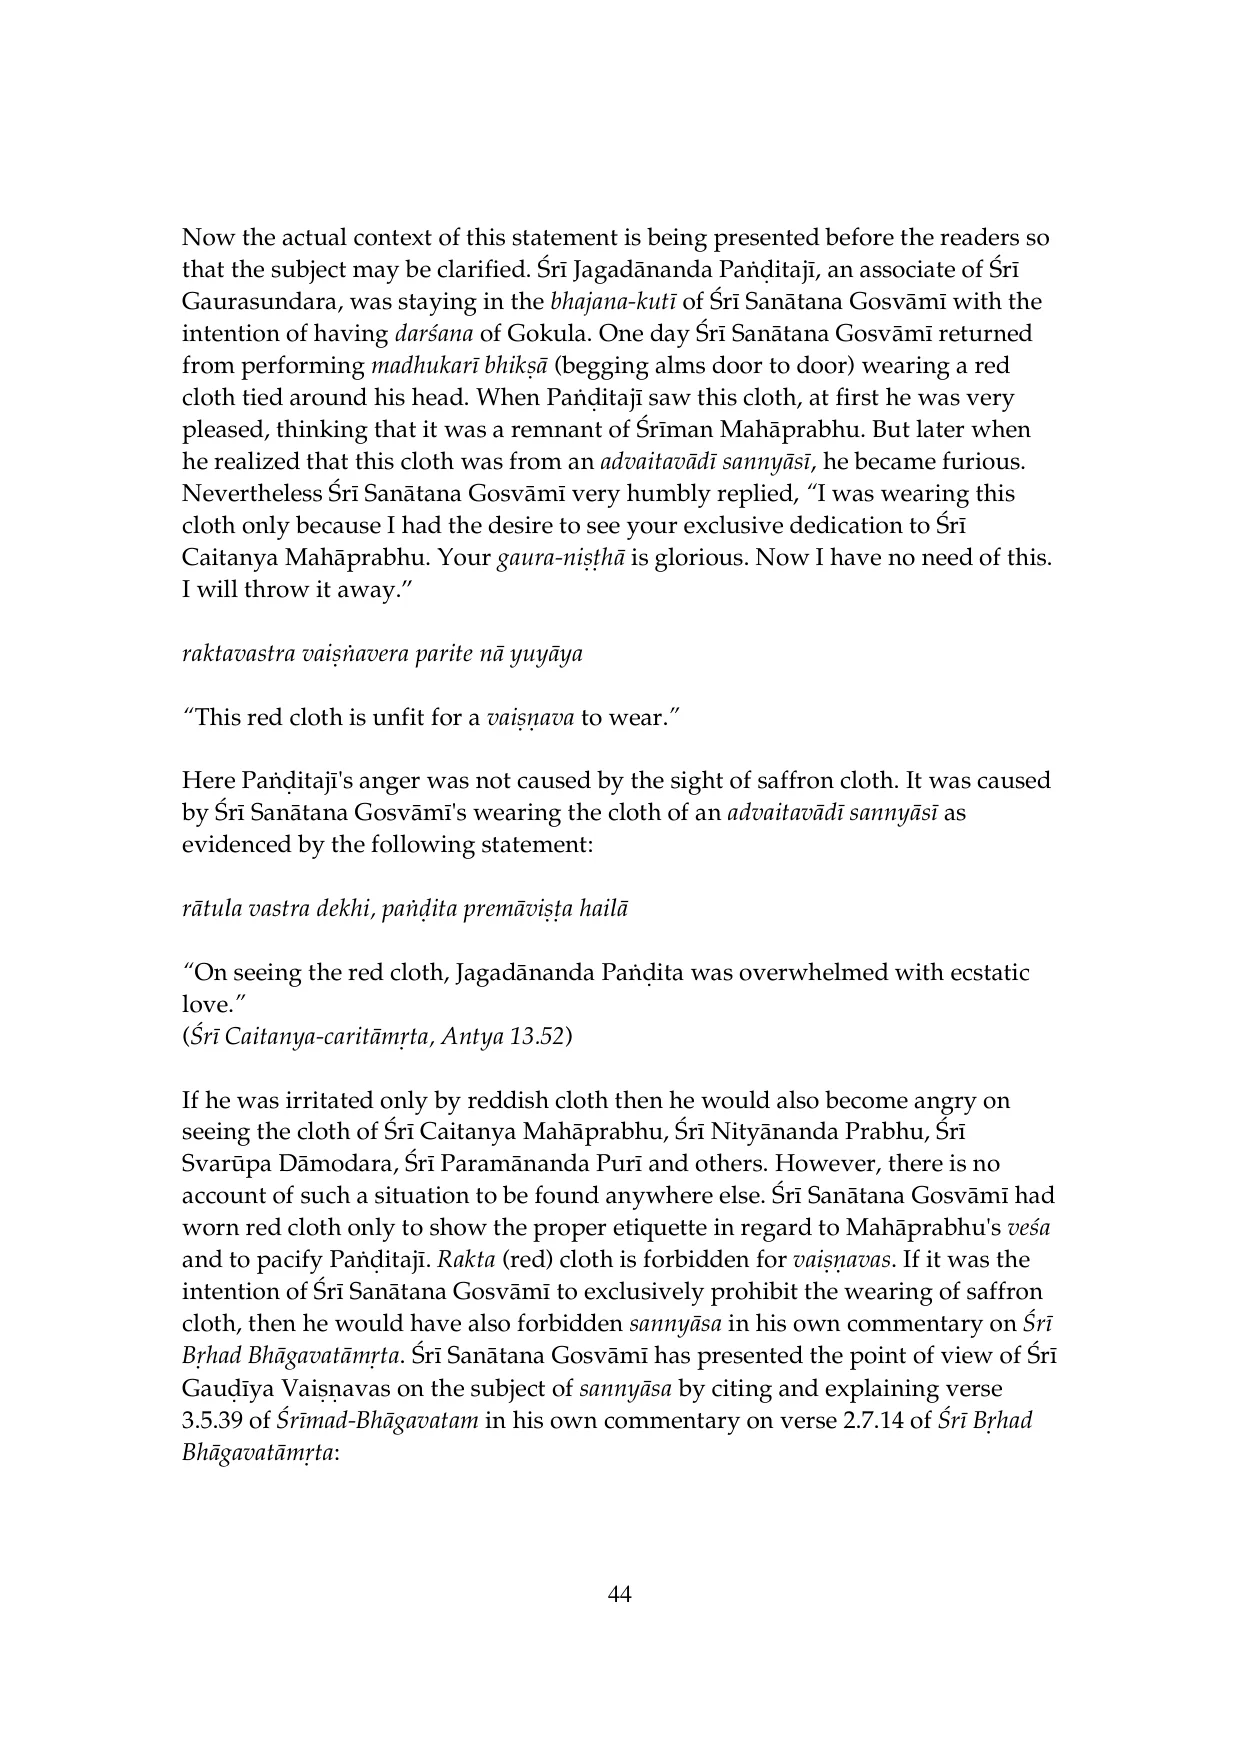 Now the actual context of this statement is being presented before the readers so
that the subject may be clarified. Śrī Jagadānanda Paṅḍitajī, an associate of Śrī
Gaurasundara, was staying in the bhajana-kutī of Śrī Sanātana Gosvāmī with the
intention of having darśana of Gokula. One day Śrī Sanātana Gosvāmī returned
from performing madhukarī bhikṣā (begging alms door to door) wearing a red
cloth tied around his head. When Paṅḍitajī saw this cloth, at first he was very
pleased, thinking that it was a remnant of Śrīman Mahāprabhu. But later when
he realized that this cloth was from an advaitavādī sannyāsī, he became furious.
Nevertheless Śrī Sanātana Gosvāmī very humbly replied, “I was wearing this
cloth only because I had the desire to see your exclusive dedication to Śrī
Caitanya Mahāprabhu. Your gaura-niṣṭhā is glorious. Now I have no need of this.
I will throw it away.”
raktavastra vaiṣṅavera parite nā yuyāya
“This red cloth is unfit for a vaiṣṇava to wear.”
Here Paṅḍitajī's anger was not caused by the sight of saffron cloth. It was caused
by Śrī Sanātana Gosvāmī's wearing the cloth of an advaitavādī sannyāsī as
evidenced by the following statement:
rātula vastra dekhi, paṅḍita premāviṣṭa hailā
“On seeing the red cloth, Jagadānanda Paṅḍita was overwhelmed with ecstatic
love.”
(Śrī Caitanya-caritāmṛta, Antya 13.52)
If he was irritated only by reddish cloth then he would also become angry on
seeing the cloth of Śrī Caitanya Mahāprabhu, Śrī Nityānanda Prabhu, Śrī
Svarūpa Dāmodara, Śrī Paramānanda Purī and others. However, there is no
account of such a situation to be found anywhere else. Śrī Sanātana Gosvāmī had
worn red cloth only to show the proper etiquette in regard to Mahāprabhu's veśa
and to pacify Paṅḍitajī. Rakta (red) cloth is forbidden for vaiṣṇavas. If it was the
intention of Śrī Sanātana Gosvāmī to exclusively prohibit the wearing of saffron
cloth, then he would have also forbidden sannyāsa in his own commentary on Śrī
Bṛhad Bhāgavatāmṛta. Śrī Sanātana Gosvāmī has presented the point of view of Śrī
Gauḍīya Vaiṣṇavas on the subject of sannyāsa by citing and explaining verse
3.5.39 of Śrīmad-Bhāgavatam in his own commentary on verse 2.7.14 of Śrī Bṛhad
Bhāgavatāmṛta:
44